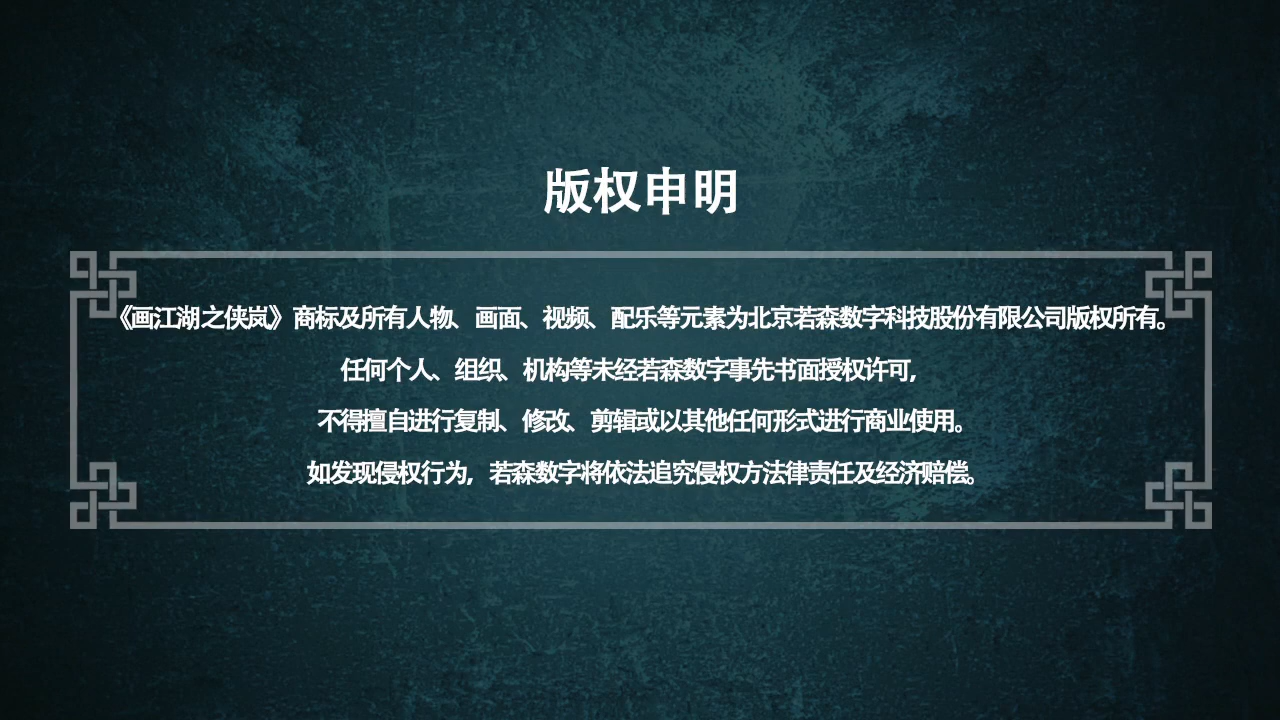 版权申明
《画江湖之侠岚》商标及所有人物、画面、视频、配乐等元素为北京若森数字科技股份有限公司版权所有。
任何个人、组织、机构等未经若森数字事先书面授权许可,
不得擅自进行复制、修改、剪辑或以其他任何形式进行商业使用。
如发现侵权行为,若森数字将依法追究侵权方法律责任及经济赔偿。